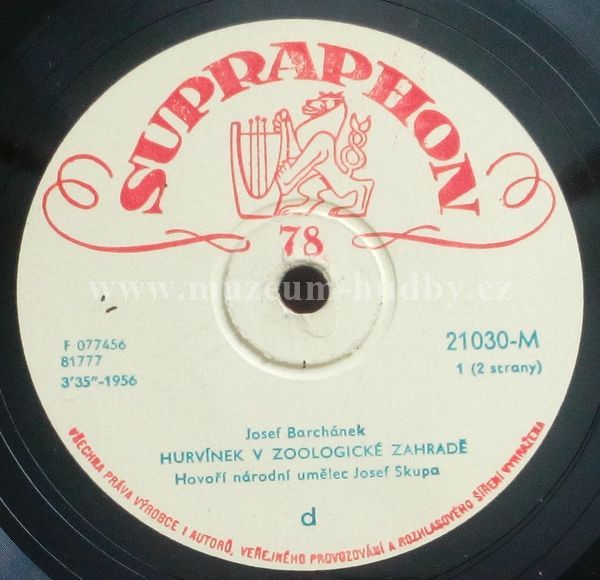 SUPRAPHON
78
www.muzeum-hudby.cz
F 077456
81777
3'35"-1956
21030-M
1 (2 strany)
Josef Barchánek
HURVÍNEK V ZOOLOGICKÉ ZAHRADĚ
Hovoří národní umělec Josef Skupa
d
VŠECHNA PRÁVA VÝROBCE I AUTORŮ, VEŘEJNÉHO PROVOZOVÁNÍ A ROZHLASOVÉHO ŠÍŘENÍ VYHRAŽENA